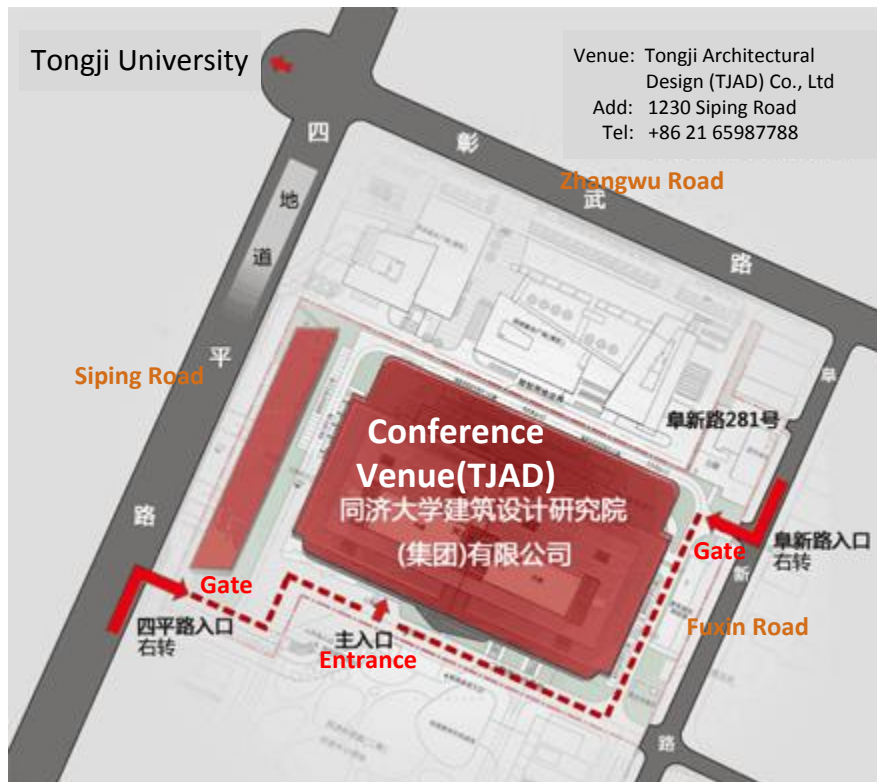 Tongji University
Venue: Tongji Architectural
Design (TJAD) Co., Ltd
Add: 1230 Siping Road
Tel: +86 21 65987788
四平路
地道
彰武路
Zhangwu Road
Siping Road
阜新路
阜新路281号
Conference
Venue(TJAD)
同济大学建筑设计研究院
(集团)有限公司
Gate
阜新路入口
右转
Gate
四平路入口
右转
主入口
Entrance
Fuxin Road